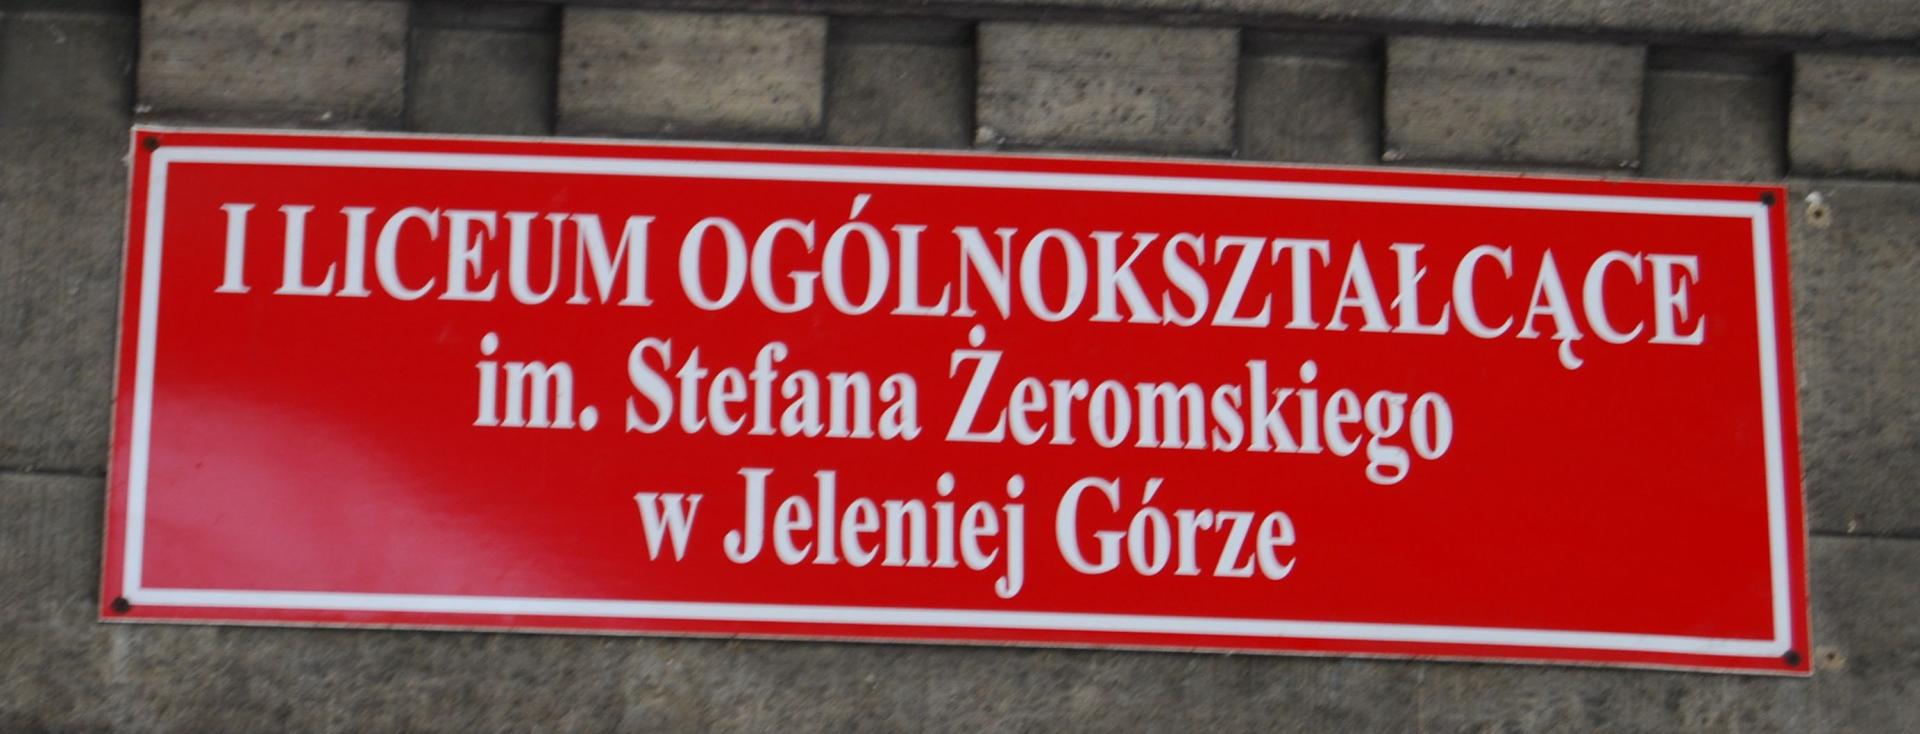 I LICEUM OGÓLNOKSZTAŁCĄCE
im. Stefana Żeromskiego
w Jeleniej Górze